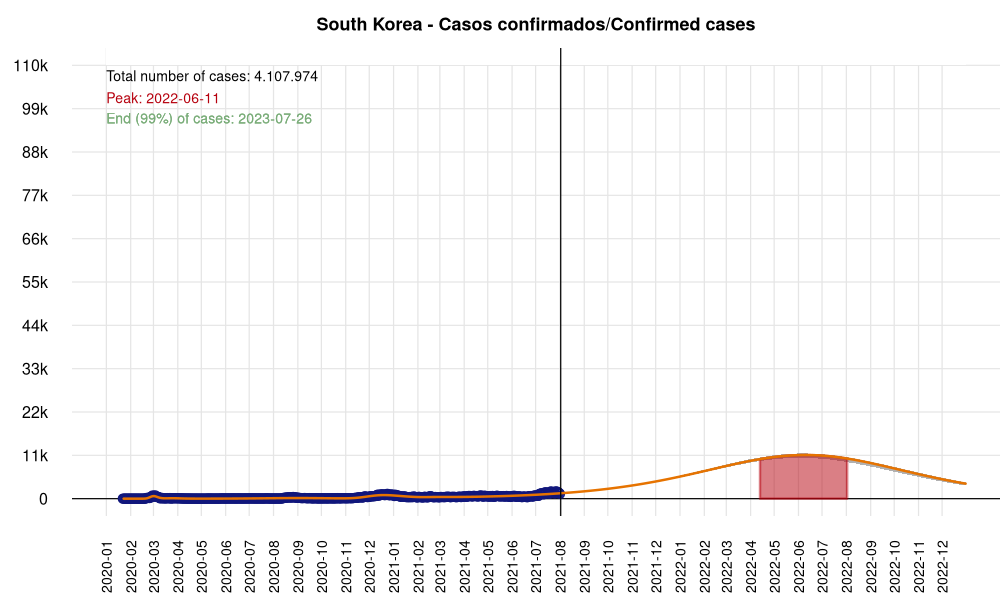 South Korea - Casos confirmados/Confirmed cases
110k
99k
88k
77k
66k
55k
44k
33k
22k
11k
0
Total number of cases: 4.107.974
Peak: 2022-06-11
End (99%) of cases: 2023-07-26
2020-01
2020-02
2020-03
2020-04
2020-05
2020-06
2020-07
2020-08
2020-09
2020-10
2020-11
2020-12
2021-01
2021-02
2021-03
2021-04
2021-05
2021-06
2021-07
2021-08
2021-09
2021-10
2021-11
2021-12
2022-01
2022-02
2022-03
2022-04
2022-05
2022-06
2022-07
2022-08
2022-09
2022-10
2022-11
2022-12